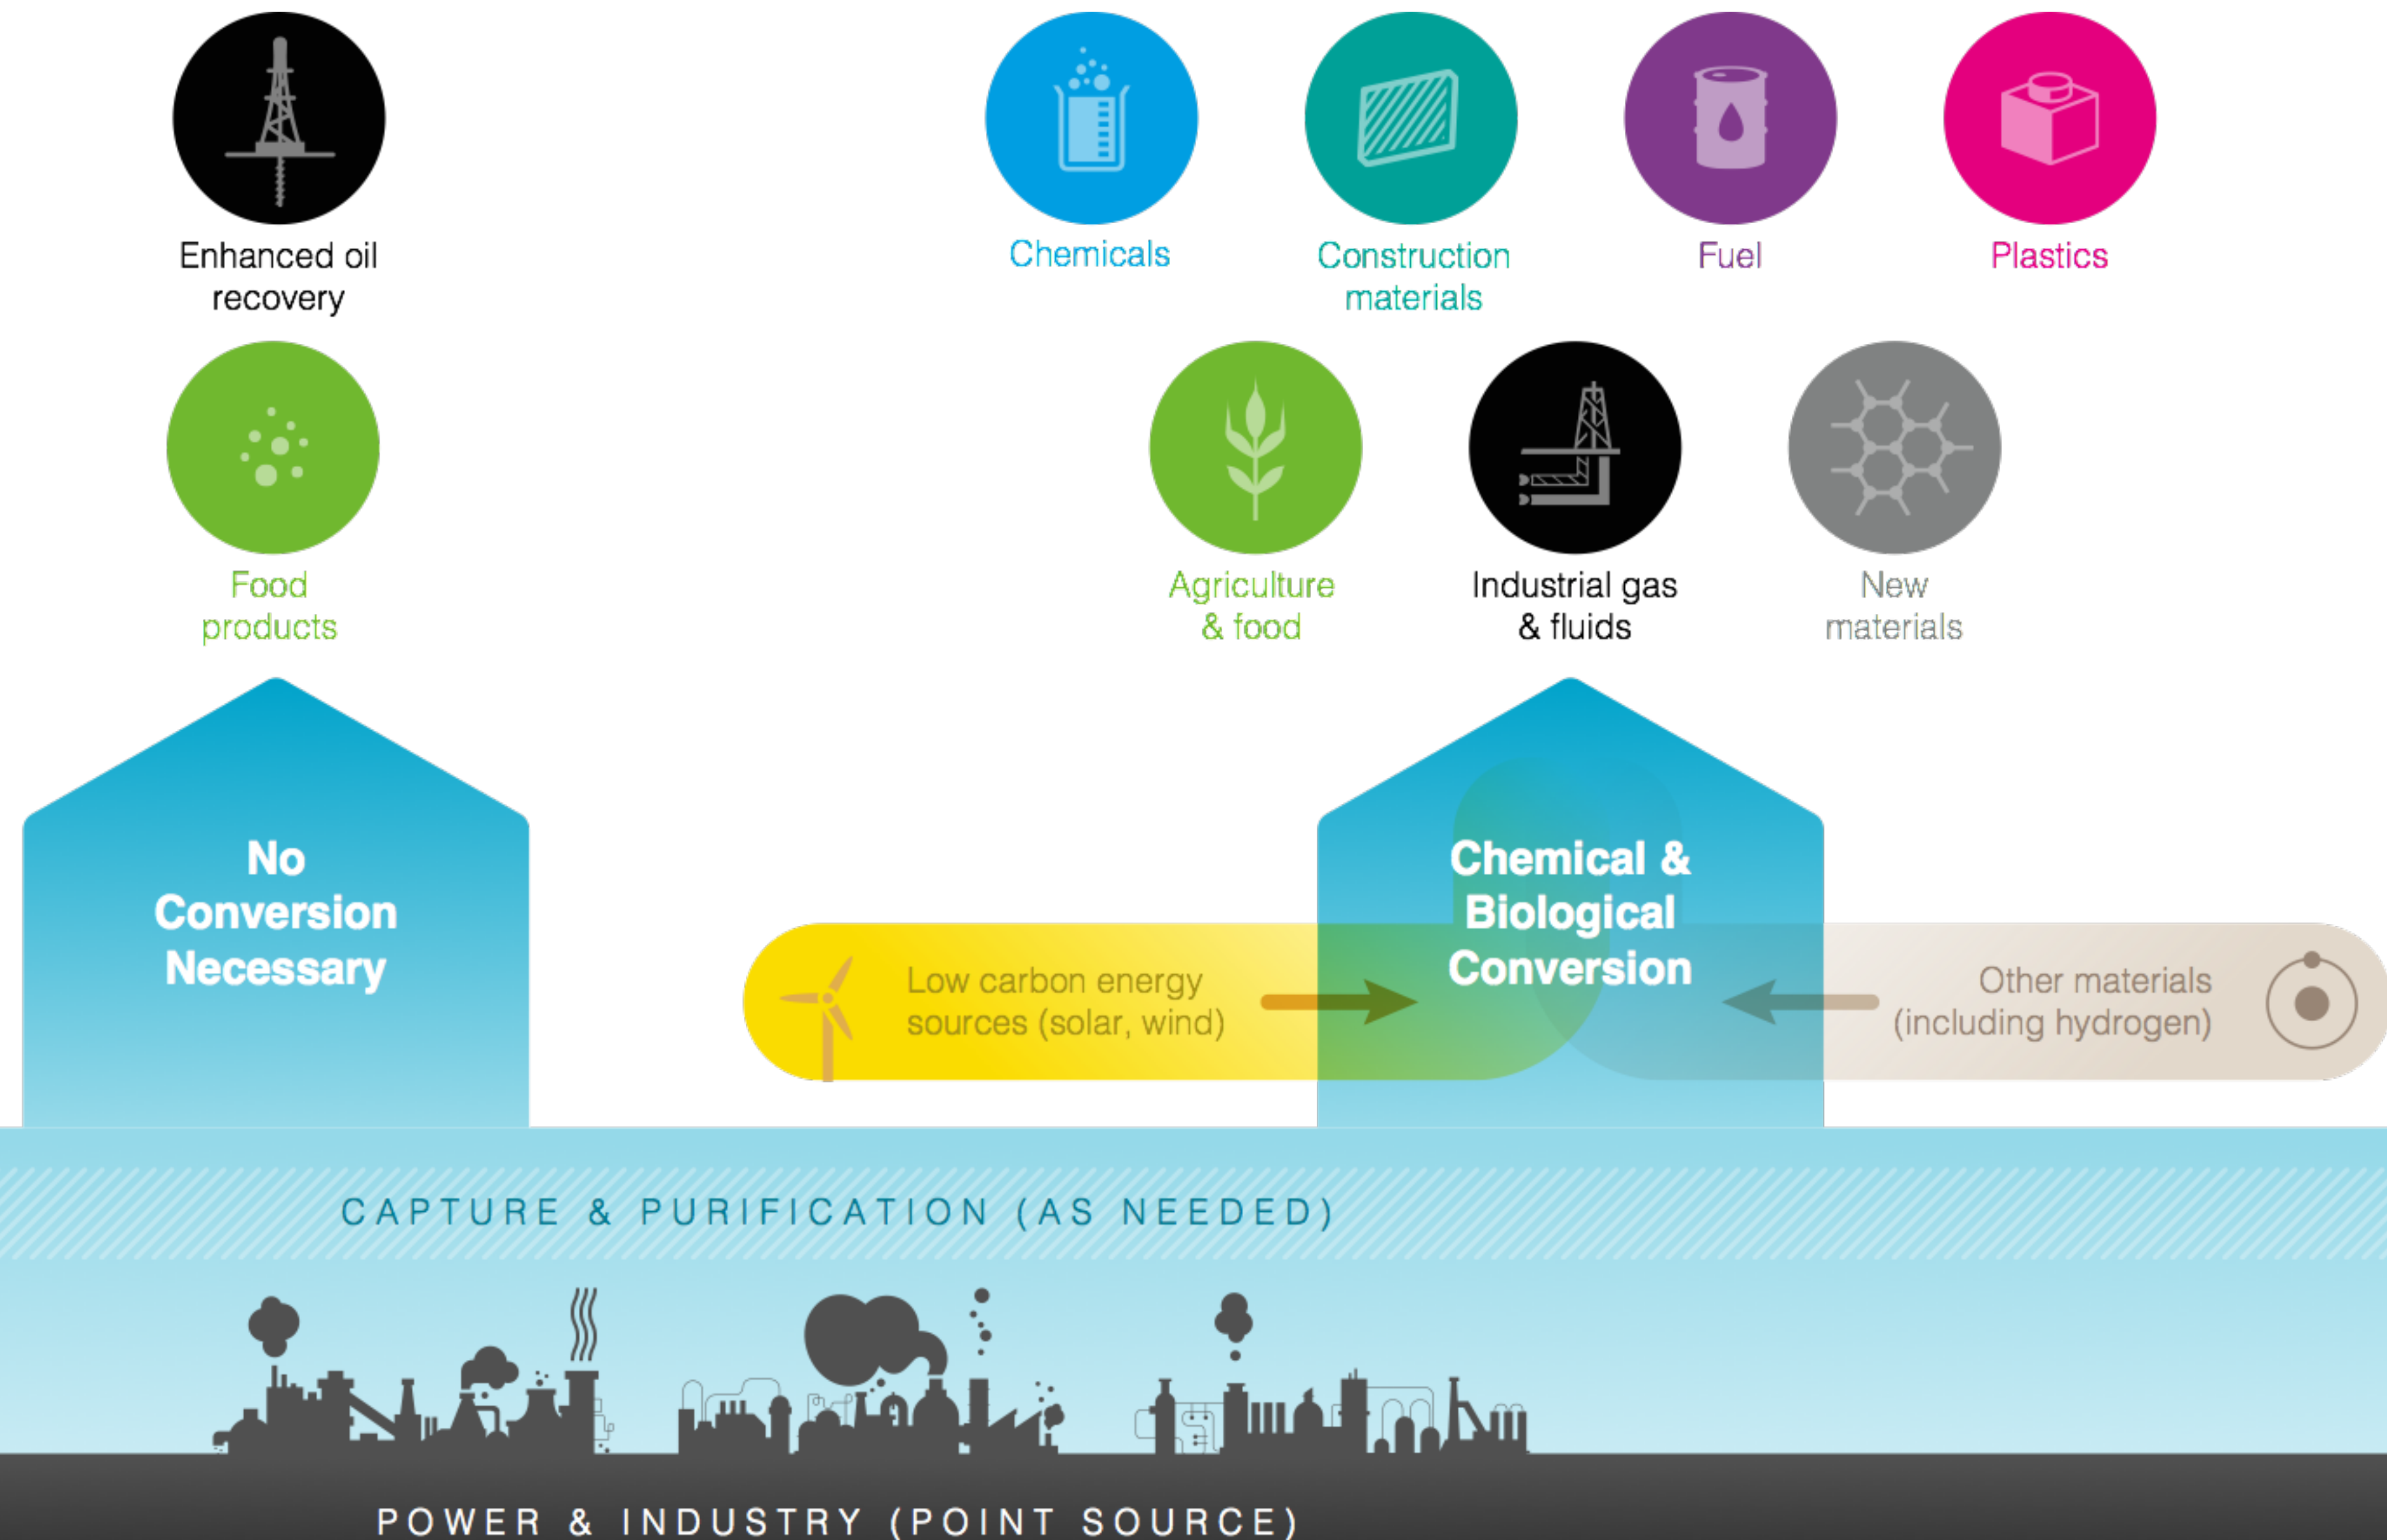 Enhanced oil
recovery
Chemicals
Construction
materials
Fuel
Plastics
Food
products
Agriculture
& food
Industrial gas
& fluids
New
materials
No
Conversion
Necessary
Chemical &
Biological
Conversion
Low carbon energy
sources (solar, wind)
Other materials
(including hydrogen)
CAPTURE & PURIFICATION (AS NEEDED)
POWER & INDUSTRY (POINT SOURCE)